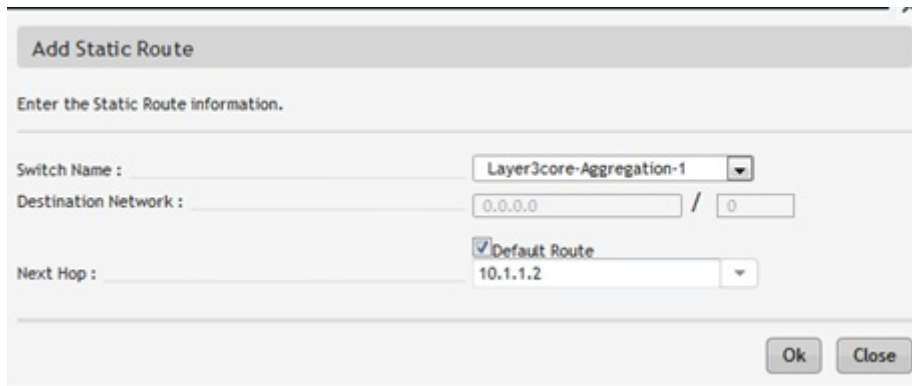 Add Static Route
Enter the Static Route information.
Switch Name : Layer3core-Aggregation-1
Destination Network : 0.0.0.0 / 0
Default Route
Next Hop : 10.1.1.2
Ok Close